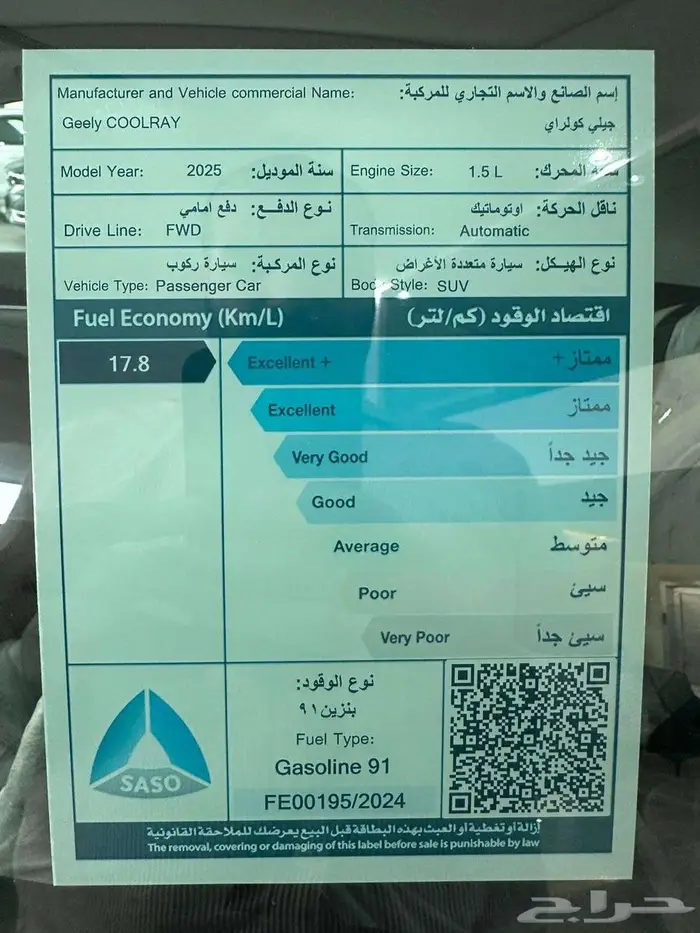 Manufacturer and Vehicle commercial Name: إسم الصانع والاسم التجاري للمركبة:
Geely COOLRAY جيلي كولراي
Model Year: 2025 سنة الموديل:
Engine Size: 1.5 L المحرك:
نوع الدفـع: دفع امامي
Drive Line: FWD
ناقل الحركة: اوتوماتيك
Transmission: Automatic
نوع المركبة: سيارة ركوب
Vehicle Type: Passenger Car
نوع الهيكل: سيارة متعددة الأغراض
Body Style: SUV
Fuel Economy (Km/L) اقتصاد الوقود (كم/لتر)
17.8
Excellent + ممتاز+
Excellent ممتاز
Very Good جيد جداً
Good جيد
Average متوسط
Poor سيئ
Very Poor سيئ جداً
نوع الوقود:
بنزين ٩١
Fuel Type:
Gasoline 91
FE00195/2024
SASO
إزالة أو تغطية أو العبث بهذه البطاقة قبل البيع يعرضك للملاحقة القانونية
The removal, covering or damaging of this label before sale is punishable by law
حراج